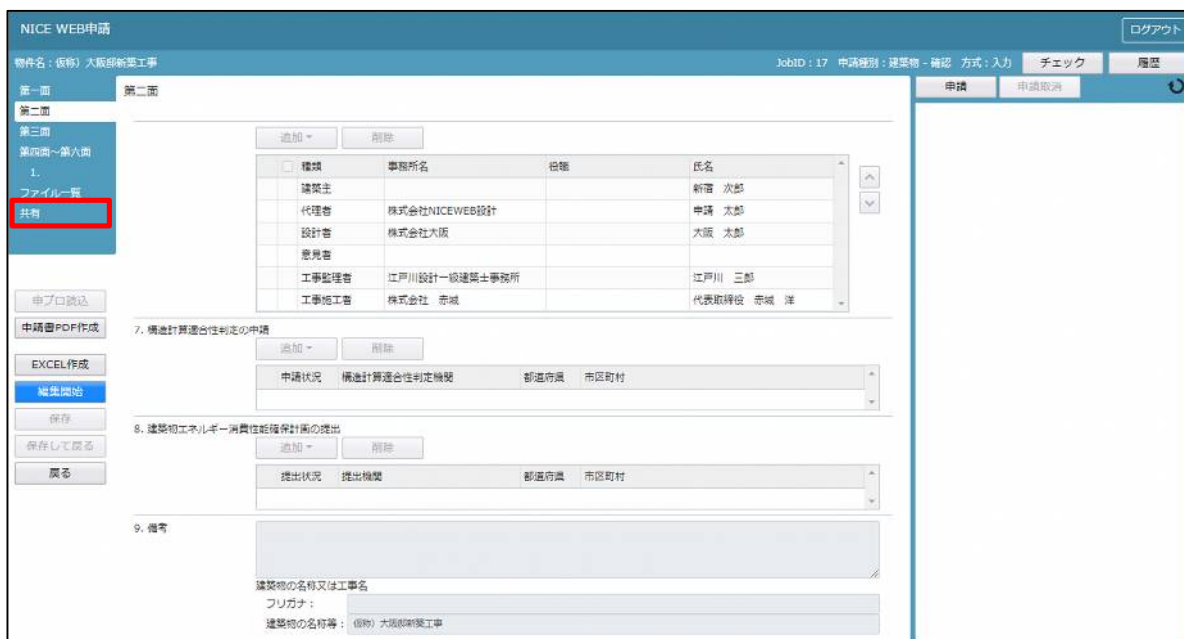 NICE WEB申請
ログアウト
物件名：仮称）大阪邸新築工事
JobID：17 申請種別：建築物－確認 方式：入力
チェック
履歴
第一面
第二面
第三面
第四面～第六面
1.
ファイル一覧
共有
申プロ読込
申請書PDF作成
EXCEL作成
編集開始
保存
保存して戻る
戻る
第二面
追加 削除
種類 事務所名 役職 氏名
建築主 新宿 次郎
代理者 株式会社NICEWEB設計 申請 太郎
設計者 株式会社大阪 大阪 太郎
意見者
工事監理者 江戸川設計一級建築士事務所 江戸川 三郎
工事施工者 株式会社 赤城 代表取締役 赤城 洋
7. 構造計算適合性判定の申請
追加 削除
申請状況 構造計算適合性判定機関 都道府県 市区町村
8. 建築物エネルギー消費性能確保計画の提出
追加 削除
提出状況 提出機関 都道府県 市区町村
9. 備考
建築物の名称又は工事名
フリガナ：
建築物の名称等： 仮称）大阪邸新築工事
申請 申請取消